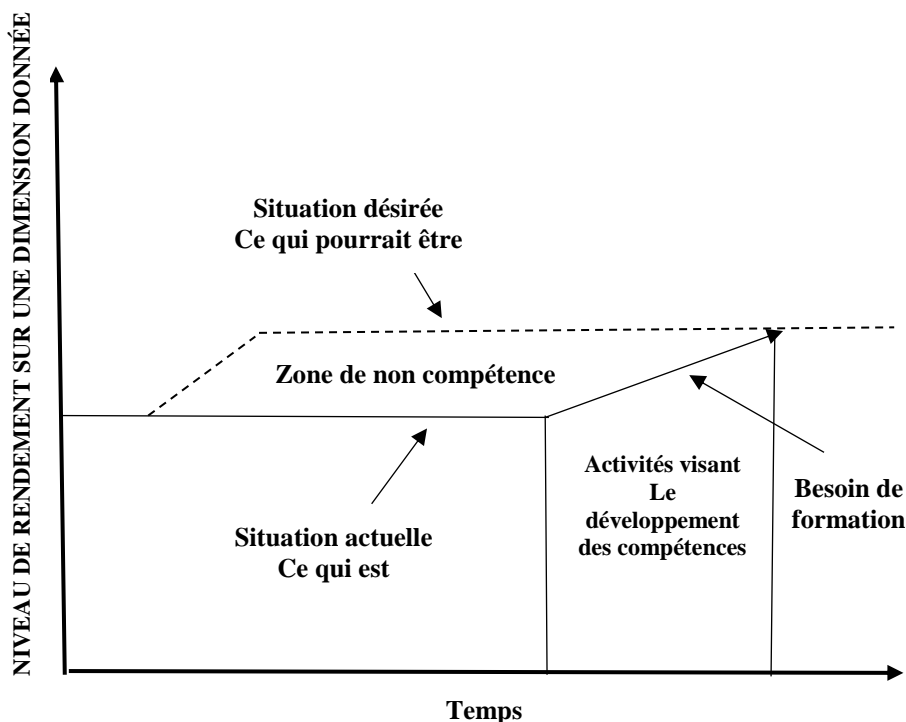 NIVEAU DE RENDEMENT SUR UNE DIMENSION DONNÉE
Situation désirée
Ce qui pourrait être
Zone de non compétence
Situation actuelle
Ce qui est
Activités visant
Le
développement
des compétences
Besoin de
formation
Temps